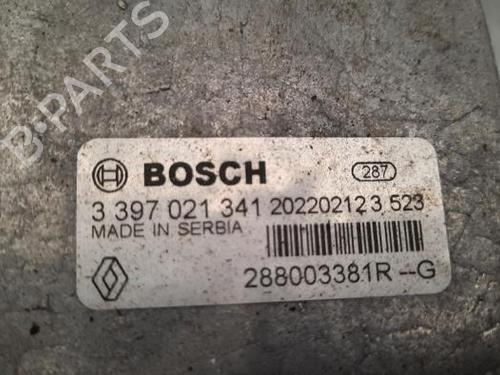 B-PARTS
BOSCH
287
3 397 021 341 202202123 523
MADE IN SERBIA
288003381R--G